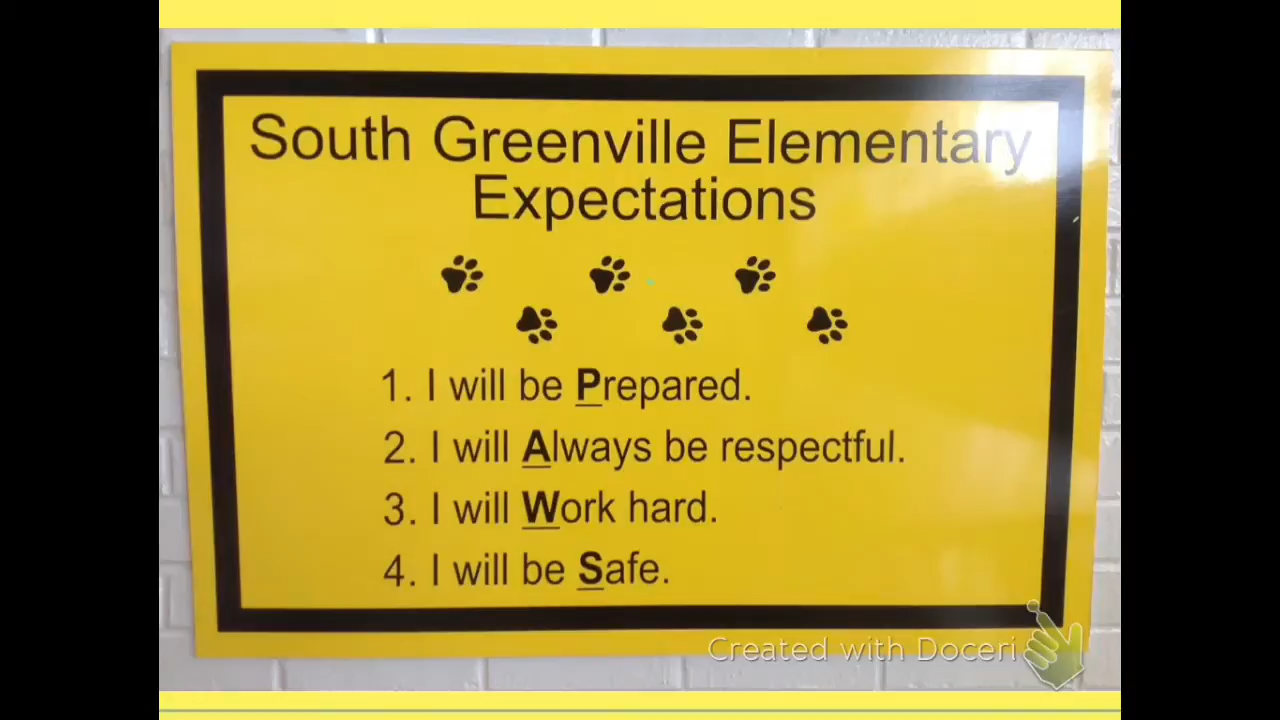 South Greenville Elementary
Expectations
1. I will be Prepared.
2. I will Always be respectful.
3. I will Work hard.
4. I will be Safe.
Created with Doceri